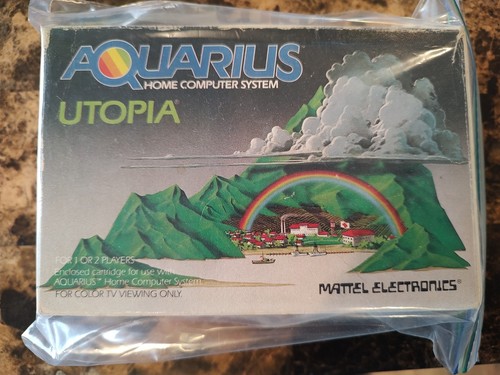 AQUARIUS
HOME COMPUTER SYSTEM
UTOPIA
FOR 1 OR 2 PLAYERS
Enclosed cartridge for use with
AQUARIUS™ Home Computer System
FOR COLOR TV VIEWING ONLY
MATTEL ELECTRONICS®